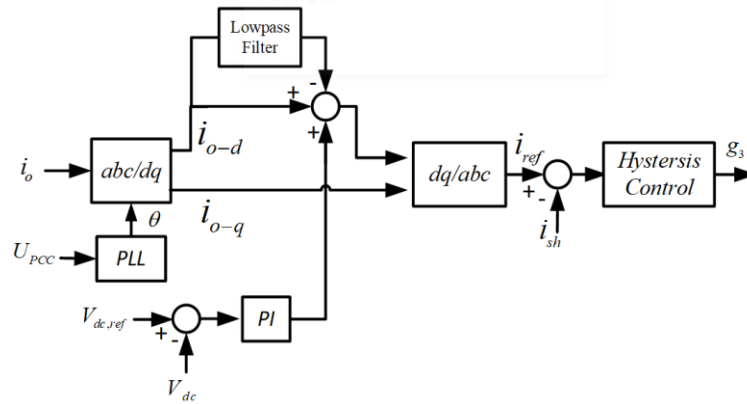 Lowpass
Filter
-
+
+
i_{o-d}
i_o
abc/dq
dq/abc
i_{ref}
+
-
Hystersis
Control
g_3
θ
i_{o-q}
i_{sh}
U_{PCC}
PLL
V_{dc,ref}
+
-
PI
V_{dc}